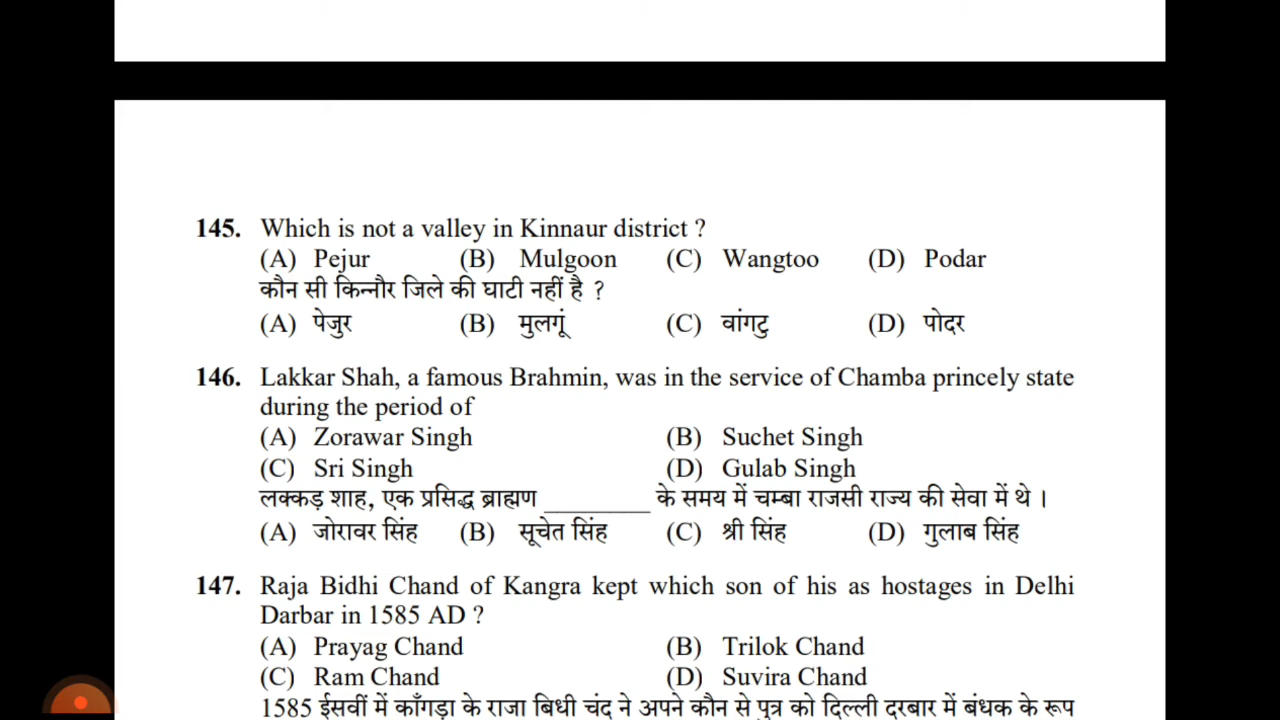 145. Which is not a valley in Kinnaur district ?
(A) Pejur (B) Mulgoon (C) Wangtoo (D) Podar
कौन सी किन्नौर जिले की घाटी नहीं है ?
(A) पेजुर (B) मुलगूं (C) वांगटु (D) पोदर
146. Lakkar Shah, a famous Brahmin, was in the service of Chamba princely state
during the period of
(A) Zorawar Singh (B) Suchet Singh
(C) Sri Singh (D) Gulab Singh
लक्कड़ शाह, एक प्रसिद्ध ब्राह्मण ________ के समय में चम्बा राजसी राज्य की सेवा में थे ।
(A) जोरावर सिंह (B) सूचेत सिंह (C) श्री सिंह (D) गुलाब सिंह
147. Raja Bidhi Chand of Kangra kept which son of his as hostages in Delhi
Darbar in 1585 AD ?
(A) Prayag Chand (B) Trilok Chand
(C) Ram Chand (D) Suvira Chand
1585 ईसवीं में काँगड़ा के राजा बिधी चंद ने अपने कौन से पुत्र को दिल्ली दरबार में बंधक के रूप